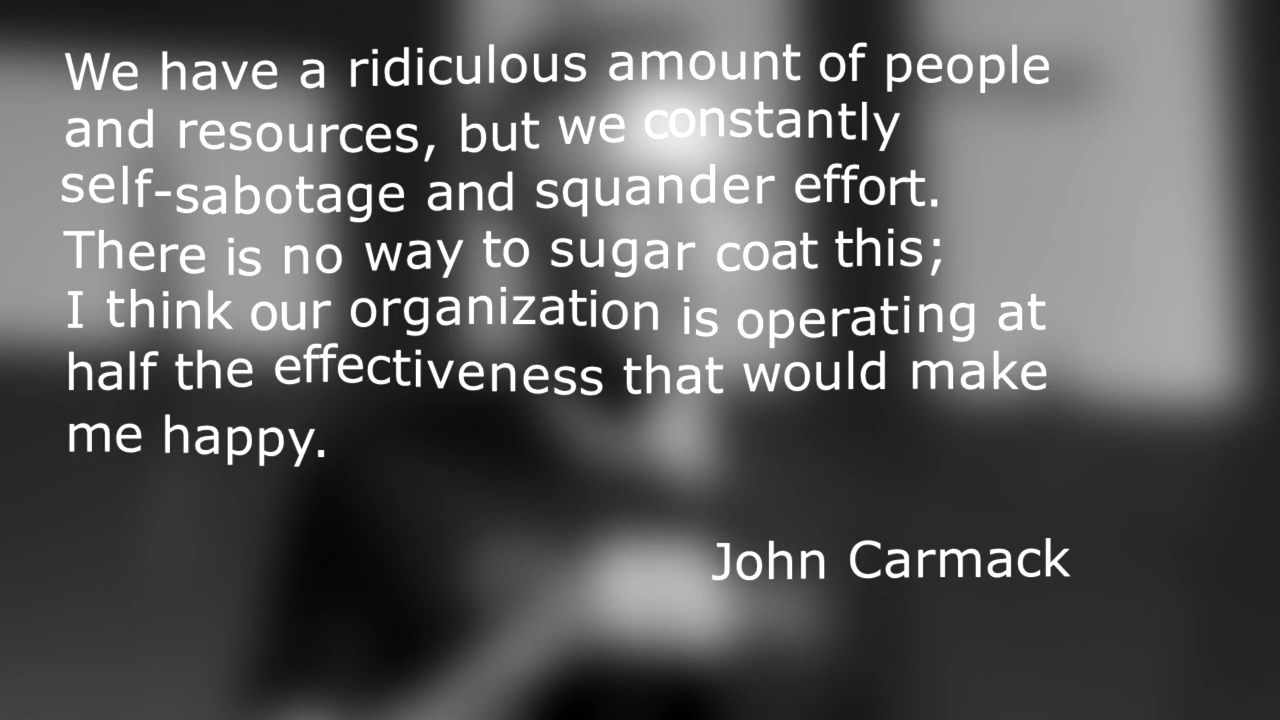 We have a ridiculous amount of people
and resources, but we constantly
self-sabotage and squander effort.
There is no way to sugar coat this;
I think our organization is operating at
half the effectiveness that would make
me happy.
John Carmack